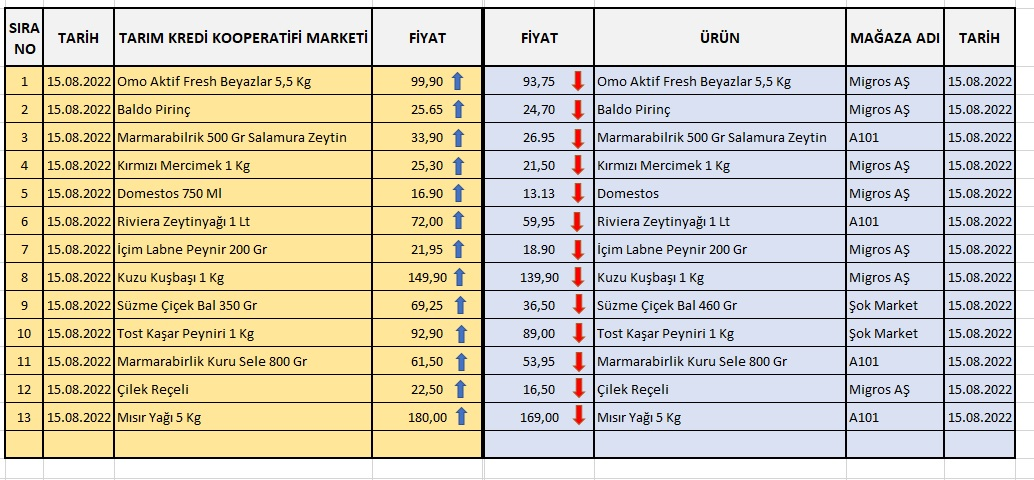 SIRA NO TARİH TARIM KREDİ KOOPERATİFİ MARKETİ FİYAT FİYAT ÜRÜN MAĞAZA ADI TARİH
1 15.08.2022 Omo Aktif Fresh Beyazlar 5,5 Kg 99,90 93,75 Omo Aktif Fresh Beyazlar 5,5 Kg Migros AŞ 15.08.2022
2 15.08.2022 Baldo Pirinç 25.65 24,70 Baldo Pirinç Migros AŞ 15.08.2022
3 15.08.2022 Marmarabilrik 500 Gr Salamura Zeytin 33,90 26.95 Marmarabilrik 500 Gr Salamura Zeytin A101 15.08.2022
4 15.08.2022 Kırmızı Mercimek 1 Kg 25,30 21,50 Kırmızı Mercimek 1 Kg Migros AŞ 15.08.2022
5 15.08.2022 Domestos 750 Ml 16.90 13.13 Domestos Migros AŞ 15.08.2022
6 15.08.2022 Riviera Zeytinyağı 1 Lt 72,00 59,95 Riviera Zeytinyağı 1 Lt A101 15.08.2022
7 15.08.2022 İçim Labne Peynir 200 Gr 21,95 18.90 İçim Labne Peynir 200 Gr Migros AŞ 15.08.2022
8 15.08.2022 Kuzu Kuşbaşı 1 Kg 149,90 139,90 Kuzu Kuşbaşı 1 Kg Migros AŞ 15.08.2022
9 15.08.2022 Süzme Çiçek Bal 350 Gr 69,25 36,50 Süzme Çiçek Bal 460 Gr Şok Market 15.08.2022
10 15.08.2022 Tost Kaşar Peyniri 1 Kg 92,90 89,00 Tost Kaşar Peyniri 1 Kg Şok Market 15.08.2022
11 15.08.2022 Marmarabirlik Kuru Sele 800 Gr 61,50 53,95 Marmarabirlik Kuru Sele 800 Gr A101 15.08.2022
12 15.08.2022 Çilek Reçeli 22,50 16,50 Çilek Reçeli Migros AŞ 15.08.2022
13 15.08.2022 Mısır Yağı 5 Kg 180,00 169,00 Mısır Yağı 5 Kg A101 15.08.2022